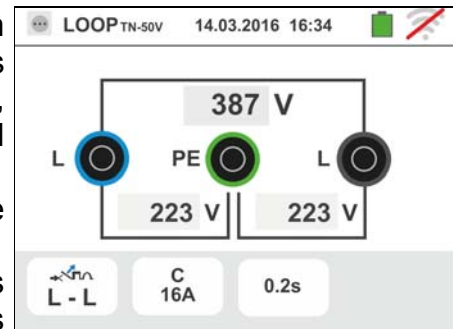 LOOP TN-50V 14.03.2016 16:34
387 V
L PE L
223 V 223 V
L - L
C
16A
0.2s